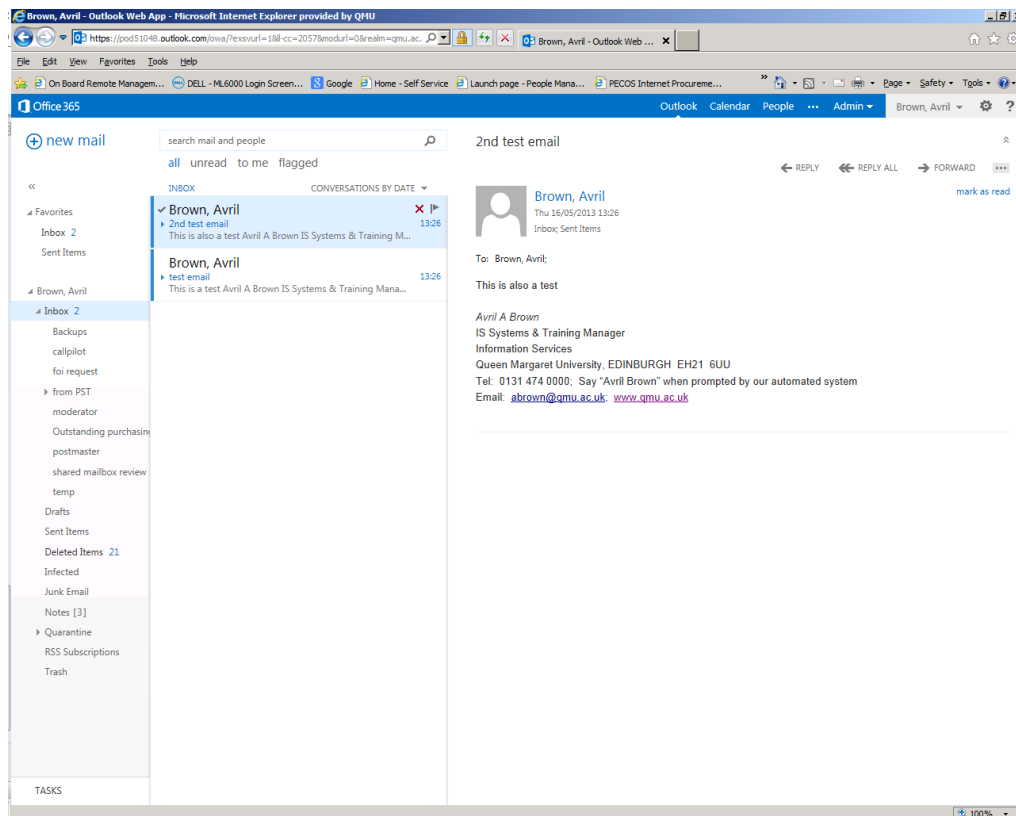 Brown, Avril - Outlook Web App - Microsoft Internet Explorer provided by QMU
https://pod51048.outlook.com/owa/?exsvurl=1&ll-cc=2057&modurl=0&realm=qmu.ac.
Brown, Avril - Outlook Web ...
File Edit View Favorites Tools Help
On Board Remote Managem... DELL - ML6000 Login Screen... Google Home - Self Service Launch page - People Mana... PECOS Internet Procureme... » Page Safety Tools
Office 365 Outlook Calendar People ... Admin Brown, Avril ?
new mail
search mail and people
all unread to me flagged
«
INBOX CONVERSATIONS BY DATE
Favorites
Inbox 2
Sent Items
Brown, Avril
Inbox 2
Backups
callpilot
foi request
from PST
moderator
Outstanding purchasing
postmaster
shared mailbox review
temp
Drafts
Sent Items
Deleted Items 21
Infected
Junk Email
Notes [3]
Quarantine
RSS Subscriptions
Trash
TASKS
Brown, Avril
2nd test email 13:26
This is also a test Avril A Brown IS Systems & Training M...
Brown, Avril
test email 13:26
This is a test Avril A Brown IS Systems & Training Mana...
2nd test email
REPLY REPLY ALL FORWARD ...
mark as read
Brown, Avril
Thu 16/05/2013 13:26
Inbox; Sent Items
To: Brown, Avril;
This is also a test
Avril A Brown
IS Systems & Training Manager
Information Services
Queen Margaret University, EDINBURGH EH21 6UU
Tel: 0131 474 0000; Say “Avril Brown” when prompted by our automated system
Email: abrown@qmu.ac.uk; www.qmu.ac.uk
100%